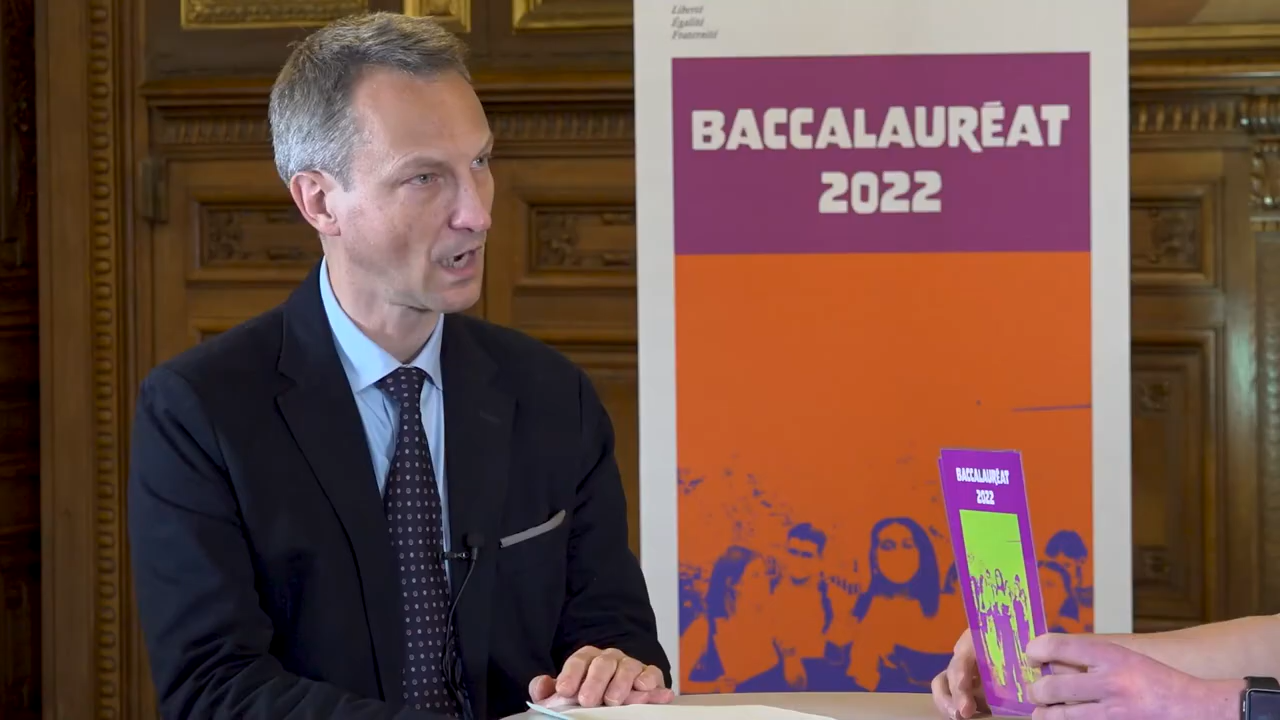 Liberté
Égalité
Fraternité
BACCALAURÉAT
2022
BACCALAURÉAT
2022